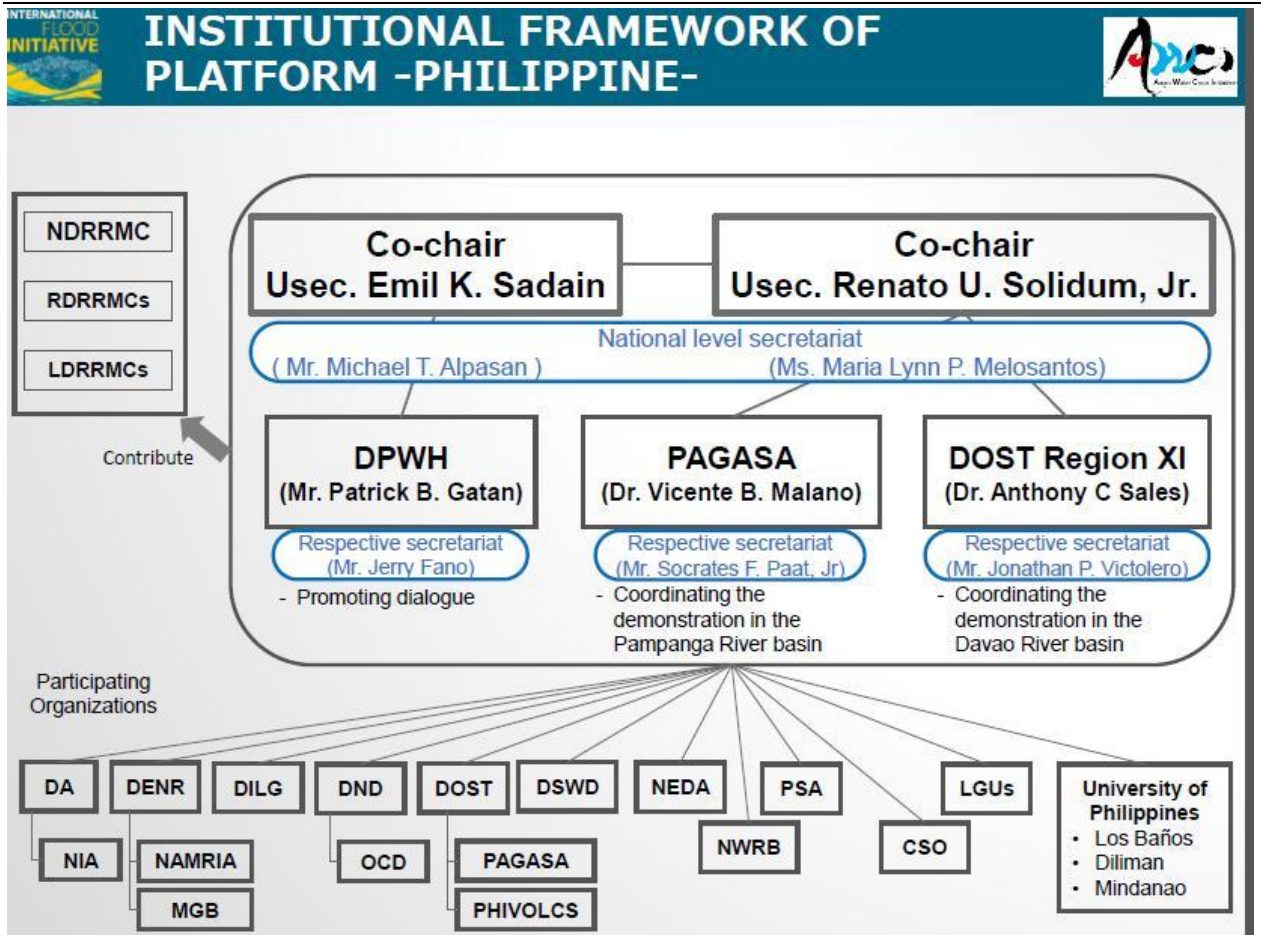 INTERNATIONAL
FLOOD
INITIATIVE
INSTITUTIONAL FRAMEWORK OF
PLATFORM -PHILIPPINE-
Asian Water Cycle Initiative
NDRRMC
RDRRMCs
LDRRMCs
Contribute
Co-chair
Usec. Emil K. Sadain
Co-chair
Usec. Renato U. Solidum, Jr.
National level secretariat
( Mr. Michael T. Alpasan )
(Ms. Maria Lynn P. Melosantos)
DPWH
(Mr. Patrick B. Gatan)
Respective secretariat
(Mr. Jerry Fano)
- Promoting dialogue
PAGASA
(Dr. Vicente B. Malano)
Respective secretariat
(Mr. Socrates F. Paat, Jr)
- Coordinating the
demonstration in the
Pampanga River basin
DOST Region XI
(Dr. Anthony C Sales)
Respective secretariat
(Mr. Jonathan P. Victolero)
- Coordinating the
demonstration in the
Davao River basin
Participating
Organizations
DA
NIA
DENR
NAMRIA
MGB
DILG
DND
OCD
DOST
PAGASA
PHIVOLCS
DSWD
NEDA
NWRB
PSA
CSO
LGUs
University of
Philippines
• Los Baños
• Diliman
• Mindanao